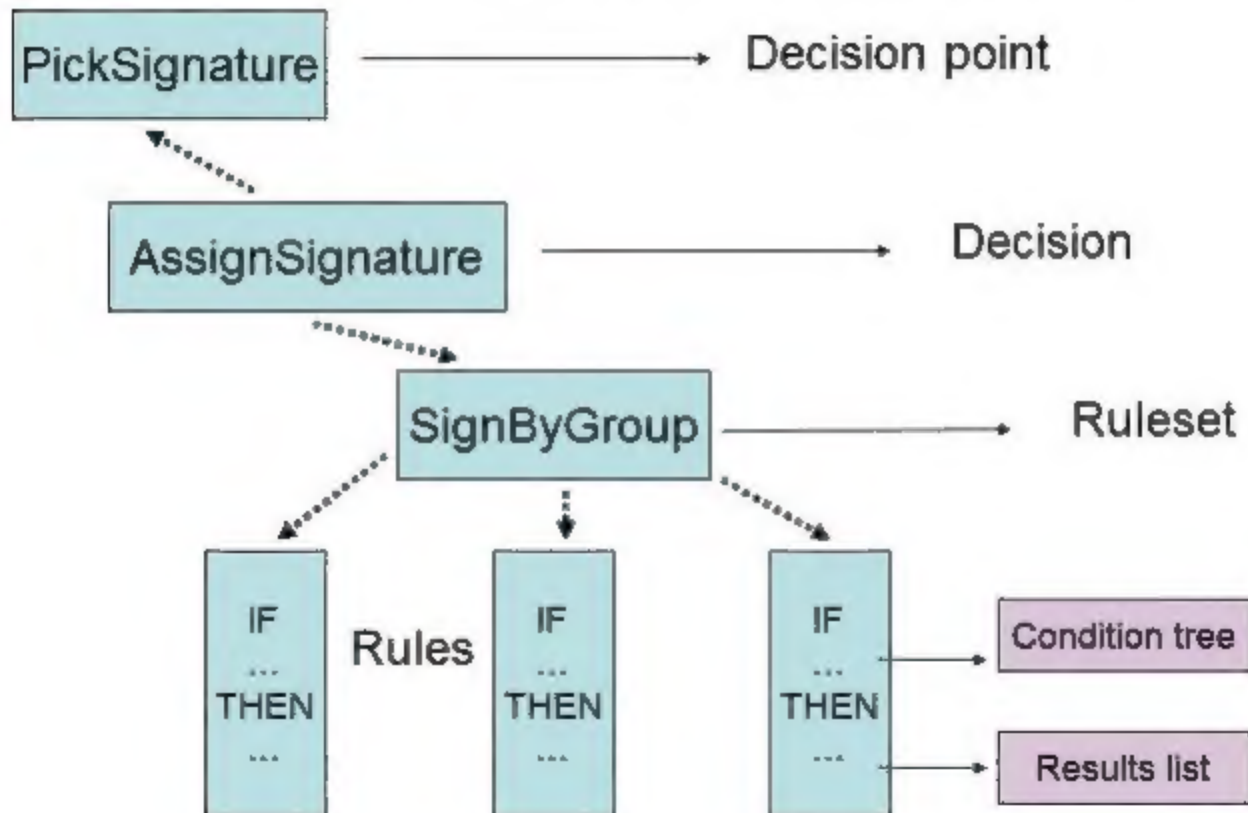 PickSignature
Decision point
AssignSignature
Decision
SignByGroup
Ruleset
IF
...
THEN
...
Rules
IF
...
THEN
...
IF
...
THEN
...
Condition tree
Results list